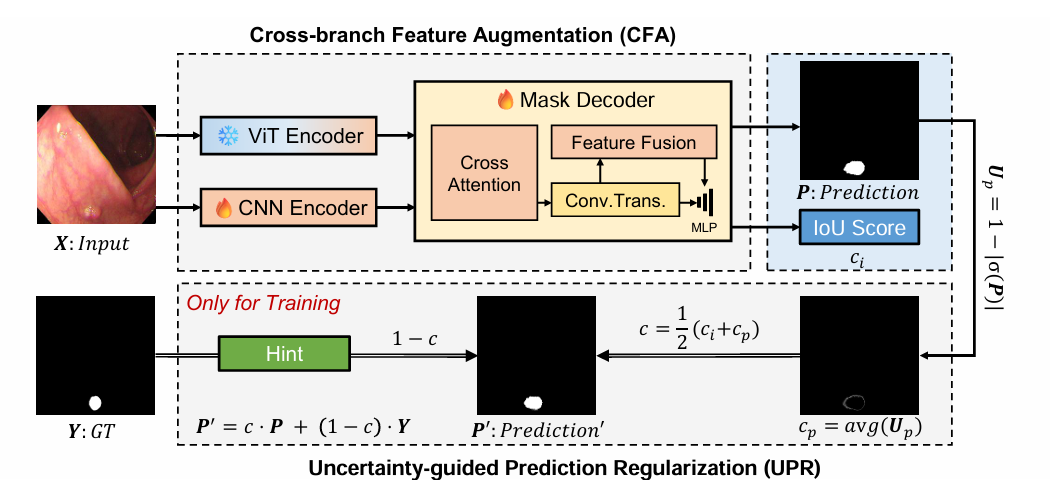 Cross-branch Feature Augmentation (CFA)
ViT Encoder
CNN Encoder
Mask Decoder
Cross
Attention
Feature Fusion
Conv.Trans.
MLP
X: Input
P: Prediction
IoU Score
c_i
U_p = 1 − |σ(P)|
Only for Training
Hint
1 − c
c = 1/2 (c_i+c_p)
Y: GT
P′ = c · P + (1 − c) · Y
P′: Prediction′
c_p = avg(U_p)
Uncertainty-guided Prediction Regularization (UPR)